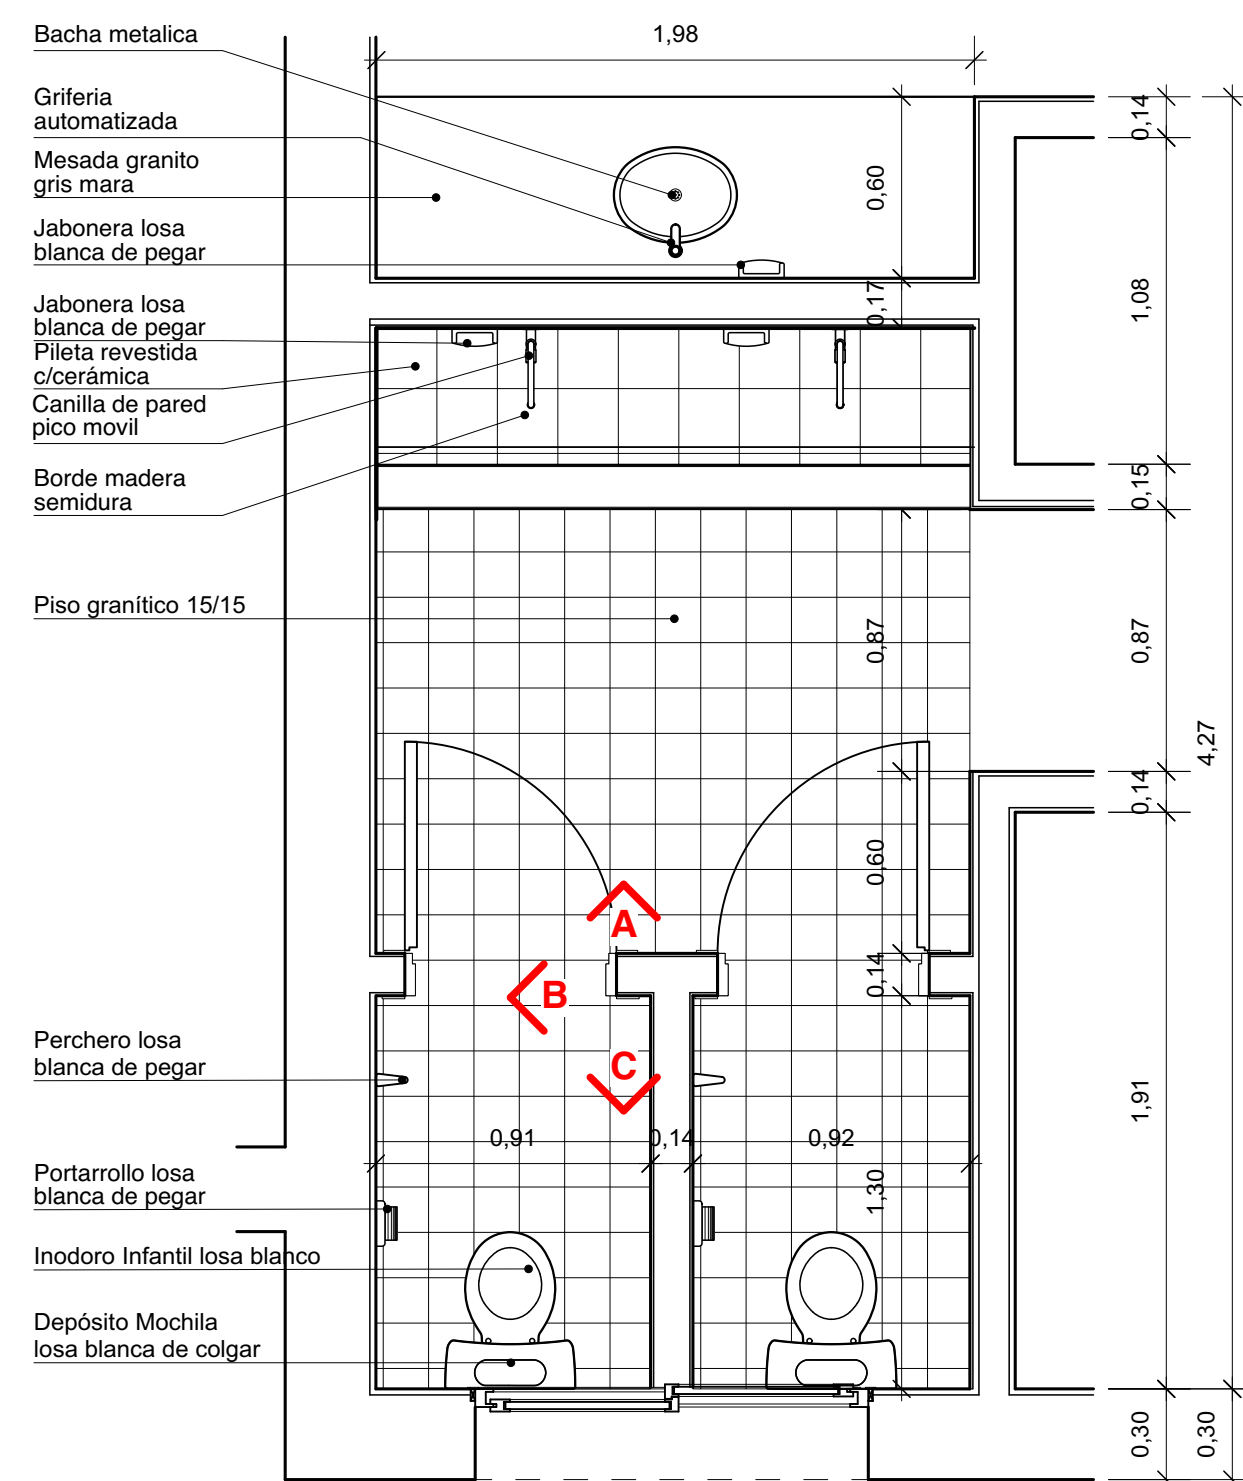 Bacha metalica
Griferia
automatizada
Mesada granito
gris mara
Jabonera losa
blanca de pegar
Jabonera losa
blanca de pegar
Pileta revestida
c/cerámica
Canilla de pared
pico movil
Borde madera
semidura
Piso granítico 15/15
Perchero losa
blanca de pegar
Portarrollo losa
blanca de pegar
Inodoro Infantil losa blanco
Depósito Mochila
losa blanca de colgar
1,98
0,60
0,17
0,87
0,60
0,14
1,30
A
B
C
0,91
0,14
0,92
0,14
1,08
0,15
0,87
0,14
1,91
0,30
4,27
0,30